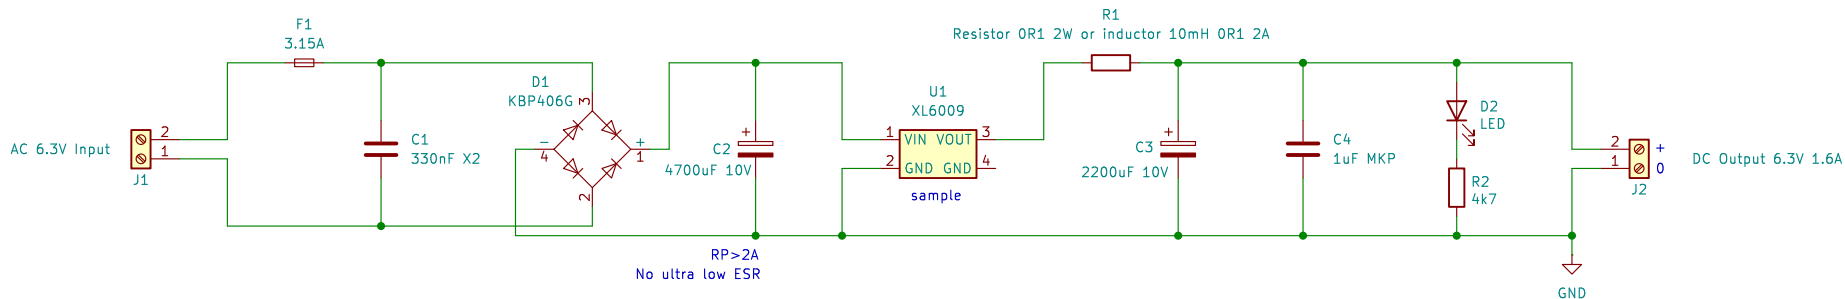 F1
3.15A
AC 6.3V Input
2
1
J1
C1
330nF X2
D1
KBP406G
3
−
4
+
1
2
C2
+
4700uF 10V
RP>2A
No ultra low ESR
U1
XL6009
1
VIN VOUT
3
2
GND GND
4
sample
R1
Resistor 0R1 2W or inductor 10mH 0R1 2A
C3
+
2200uF 10V
C4
1uF MKP
D2
LED
R2
4k7
2
1
+
0
J2
DC Output 6.3V 1.6A
GND